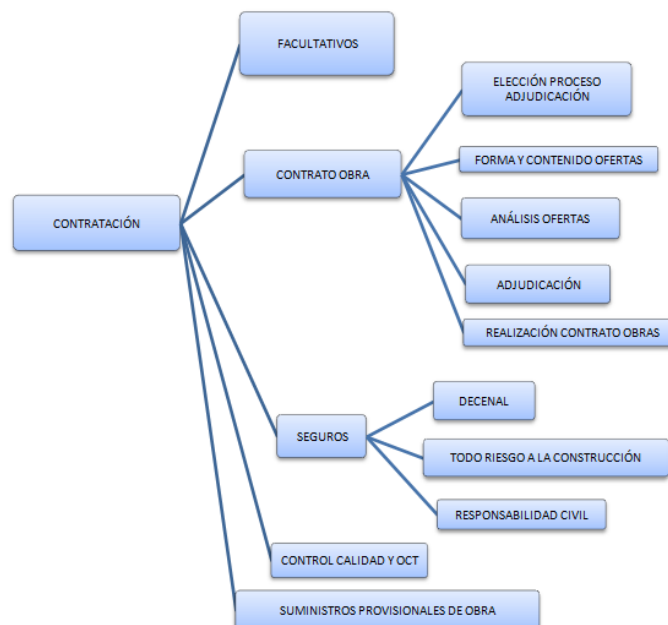 FACULTATIVOS
ELECCIÓN PROCESO
ADJUDICACIÓN
CONTRATO OBRA
FORMA Y CONTENIDO OFERTAS
CONTRATACIÓN
ANÁLISIS OFERTAS
ADJUDICACIÓN
REALIZACIÓN CONTRATO OBRAS
SEGUROS
DECENAL
TODO RIESGO A LA CONSTRUCCIÓN
RESPONSABILIDAD CIVIL
CONTROL CALIDAD Y OCT
SUMINISTROS PROVISIONALES DE OBRA